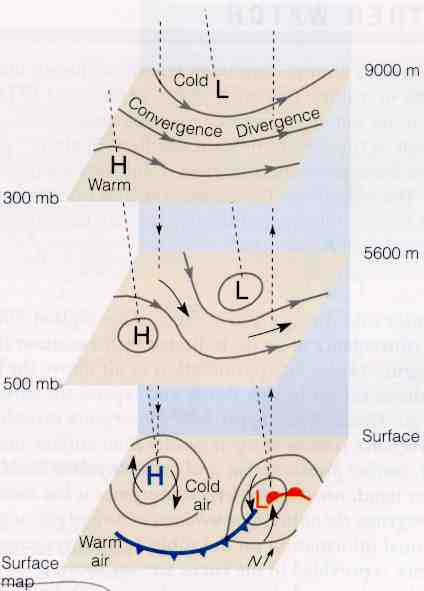 9000 m
Cold L
Convergence Divergence
H
Warm
300 mb
5600 m
L
H
500 mb
Surface
H
Cold
air
L
Warm
air
N
Surface
map